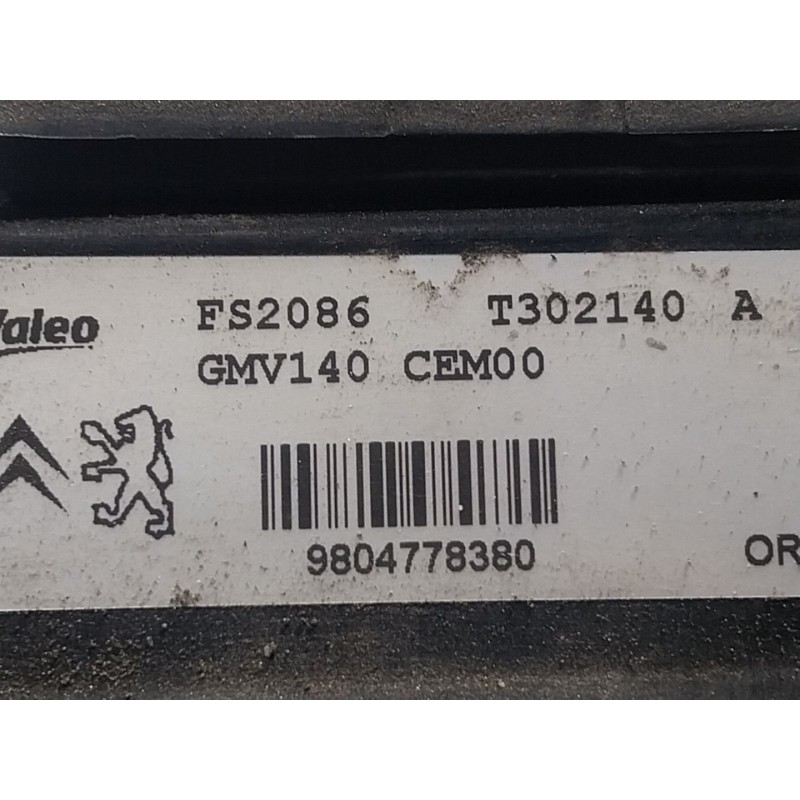 Valeo FS2086 T302140 A
GMV140 CEM00
9804778380
OR